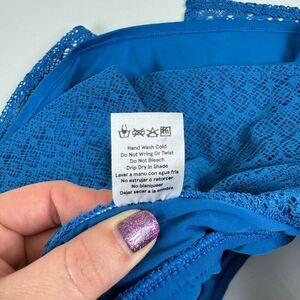 Hand Wash Cold
Do Not Wring Or Twist
Do Not Bleach
Drip Dry in Shade
Lavar a mano con agua fria
No estrujar o retorcer
No blanquear
Dejar secar a la sombra